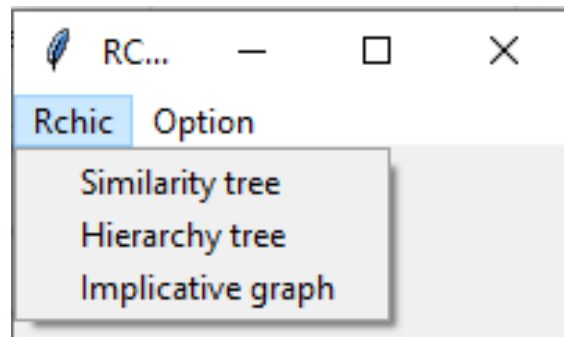 RC...
Rchic Option
Similarity tree
Hierarchy tree
Implicative graph